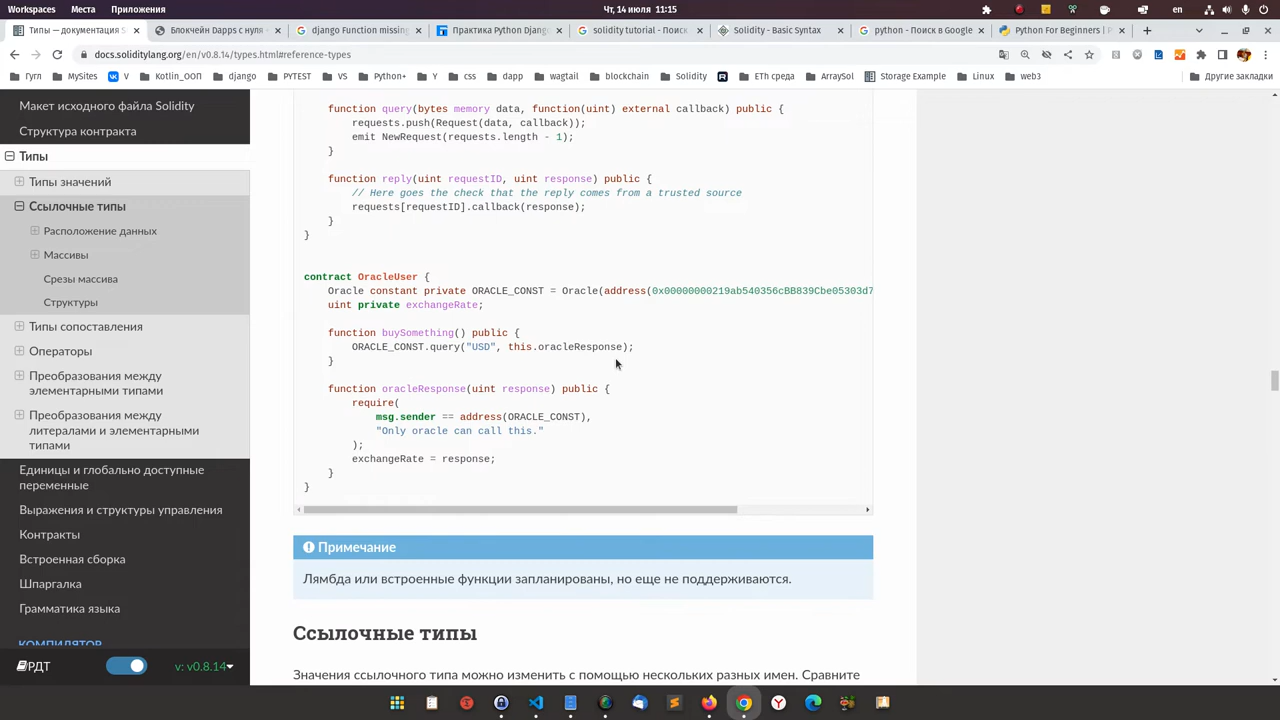 Workspaces Места Приложения Чт, 14 июля 11:15 en
Типы — документация S Блокчейн Dapps с нуля django Function missing Практика Python Djang solidity tutorial - Поиск Solidity - Basic Syntax python - Поиск в Google Python For Beginners | P
docs.soliditylang.org/en/v0.8.14/types.html#reference-types
Гугл MySites V Kotlin_ООП django PYTEST VS Python+ Y css dapp wagtail blockchain Solidity ETh среда ArraySol Storage Example Linux web3 Другие закладки
Макет исходного файла Solidity
Структура контракта
Типы
Типы значений
Ссылочные типы
Расположение данных
Массивы
Срезы массива
Структуры
Типы сопоставления
Операторы
Преобразования между
элементарными типами
Преобразования между
литералами и элементарными
типами
Единицы и глобально доступные
переменные
Выражения и структуры управления
Контракты
Встроенная сборка
Шпаргалка
Грамматика языка
КОМПИЛЯТОР
РДТ v: v0.8.14
function query(bytes memory data, function(uint) external callback) public {
requests.push(Request(data, callback));
emit NewRequest(requests.length - 1);
}
function reply(uint requestID, uint response) public {
// Here goes the check that the reply comes from a trusted source
requests[requestID].callback(response);
}
}
contract OracleUser {
Oracle constant private ORACLE_CONST = Oracle(address(0x00000000219ab540356cBB839Cbe05303d7
uint private exchangeRate;
function buySomething() public {
ORACLE_CONST.query("USD", this.oracleResponse);
}
function oracleResponse(uint response) public {
require(
msg.sender == address(ORACLE_CONST),
"Only oracle can call this."
);
exchangeRate = response;
}
}
Примечание
Лямбда или встроенные функции запланированы, но еще не поддерживаются.
Ссылочные типы
Значения ссылочного типа можно изменить с помощью нескольких разных имен. Сравните